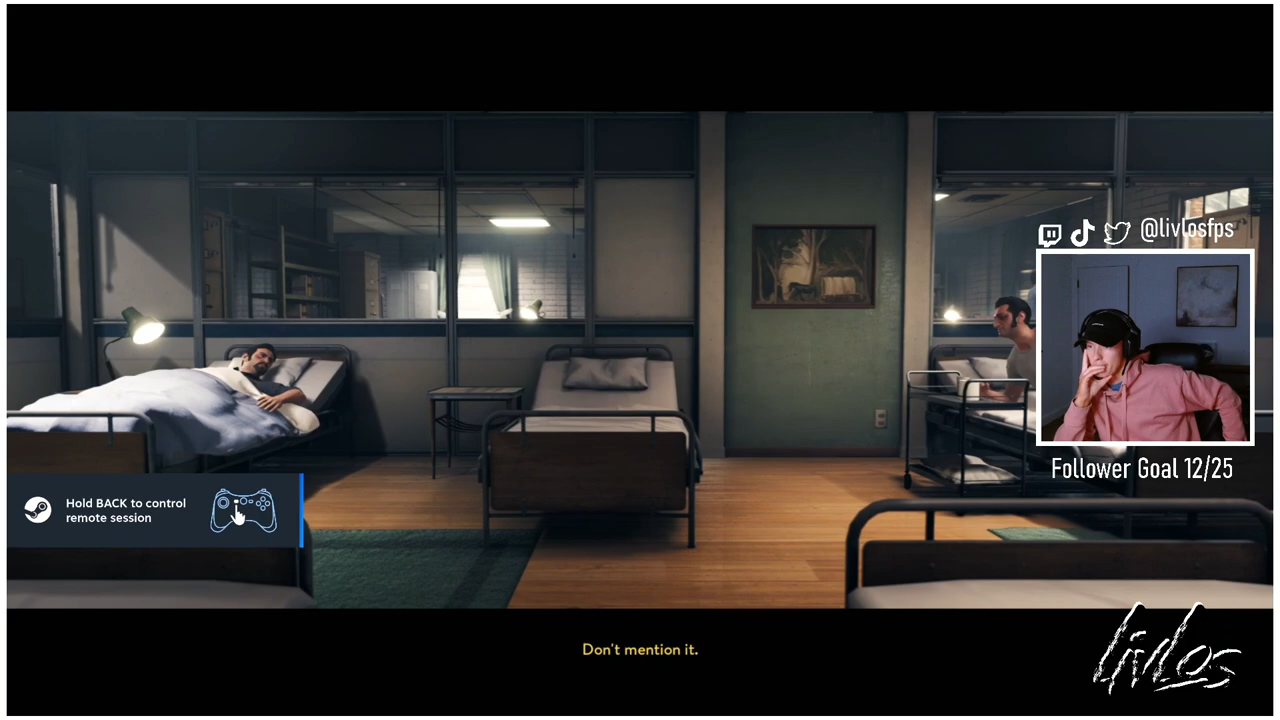 @livlosfps
Follower Goal 12/25
Hold BACK to control
remote session
Don't mention it.
livlos